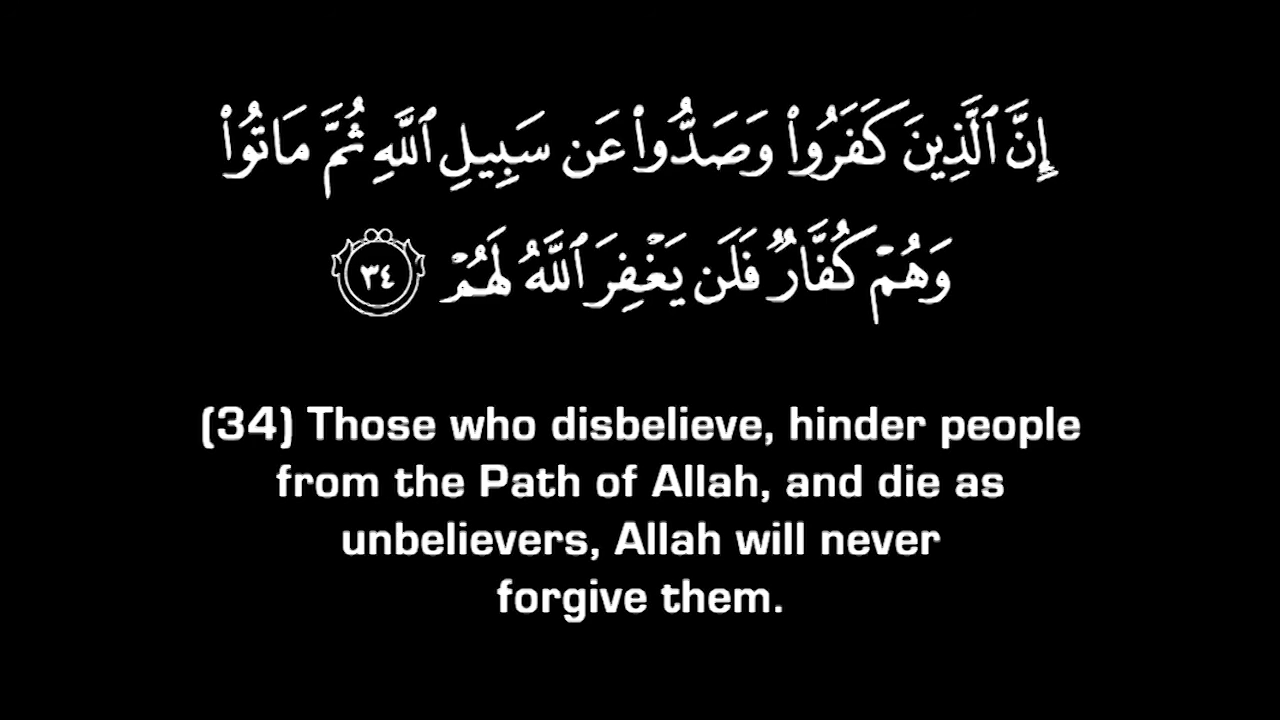 إِنَّ ٱلَّذِينَ كَفَرُوا۟ وَصَدُّوا۟ عَن سَبِيلِ ٱللَّهِ ثُمَّ مَاتُوا۟
وَهُمْ كُفَّارٌ فَلَن يَغْفِرَ ٱللَّهُ لَهُمْ ٣٤
(34) Those who disbelieve, hinder people
from the Path of Allah, and die as
unbelievers, Allah will never
forgive them.